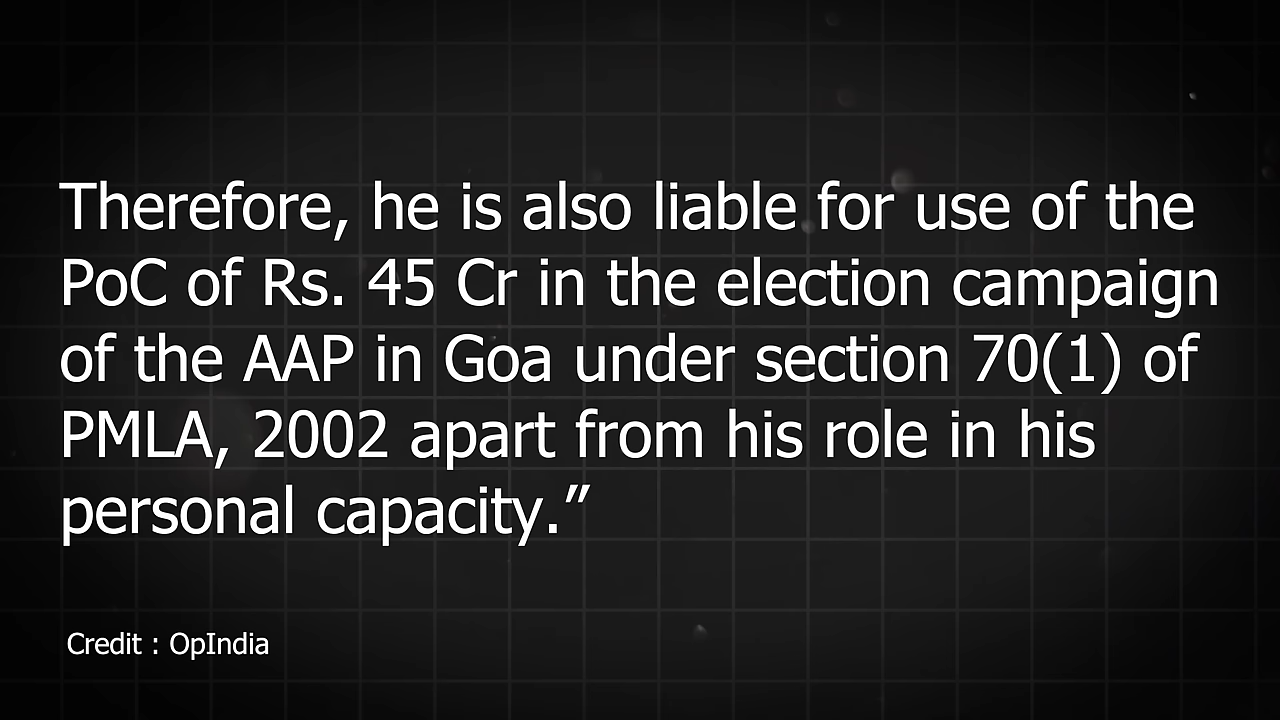 Therefore, he is also liable for use of the
PoC of Rs. 45 Cr in the election campaign
of the AAP in Goa under section 70(1) of
PMLA, 2002 apart from his role in his
personal capacity.”
Credit : OpIndia